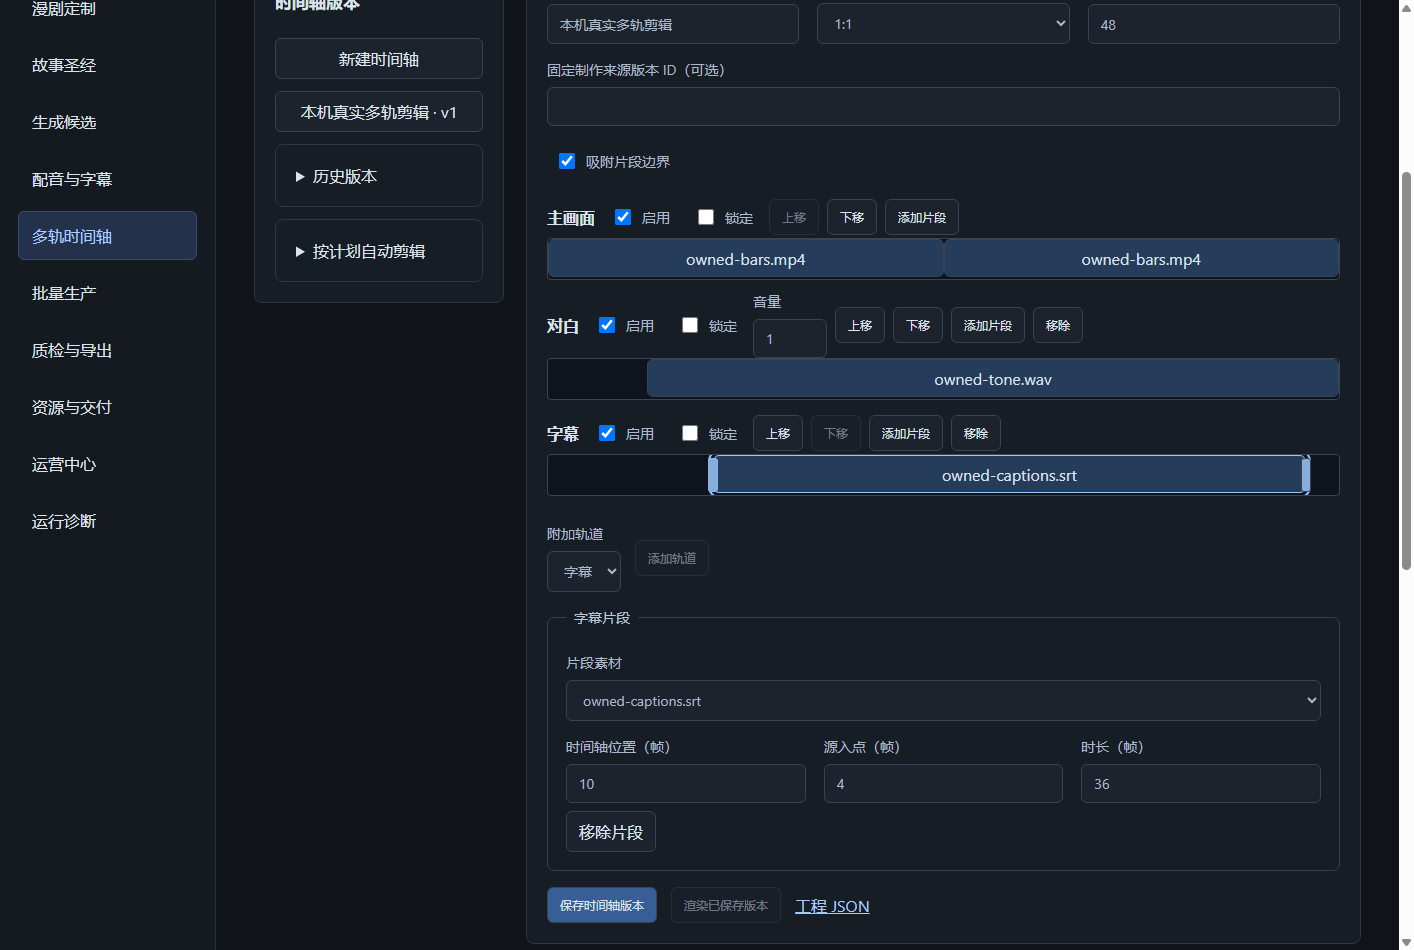 漫剧定制
故事圣经
生成候选
配音与字幕
多轨时间轴
批量生产
质检与导出
资源与交付
运营中心
运行诊断
时间轴版本
新建时间轴
本机真实多轨剪辑 · v1
▶ 历史版本
▶ 按计划自动剪辑
本机真实多轨剪辑
1:1
48
固定制作来源版本 ID（可选）
吸附片段边界
主画面 启用 锁定 上移 下移 添加片段
owned-bars.mp4 owned-bars.mp4
音量
对白 启用 锁定 1 上移 下移 添加片段 移除
owned-tone.wav
字幕 启用 锁定 上移 下移 添加片段 移除
owned-captions.srt
附加轨道
字幕 添加轨道
字幕片段
片段素材
owned-captions.srt
时间轴位置（帧） 源入点（帧） 时长（帧）
10 4 36
移除片段
保存时间轴版本 渲染已保存版本 工程 JSON